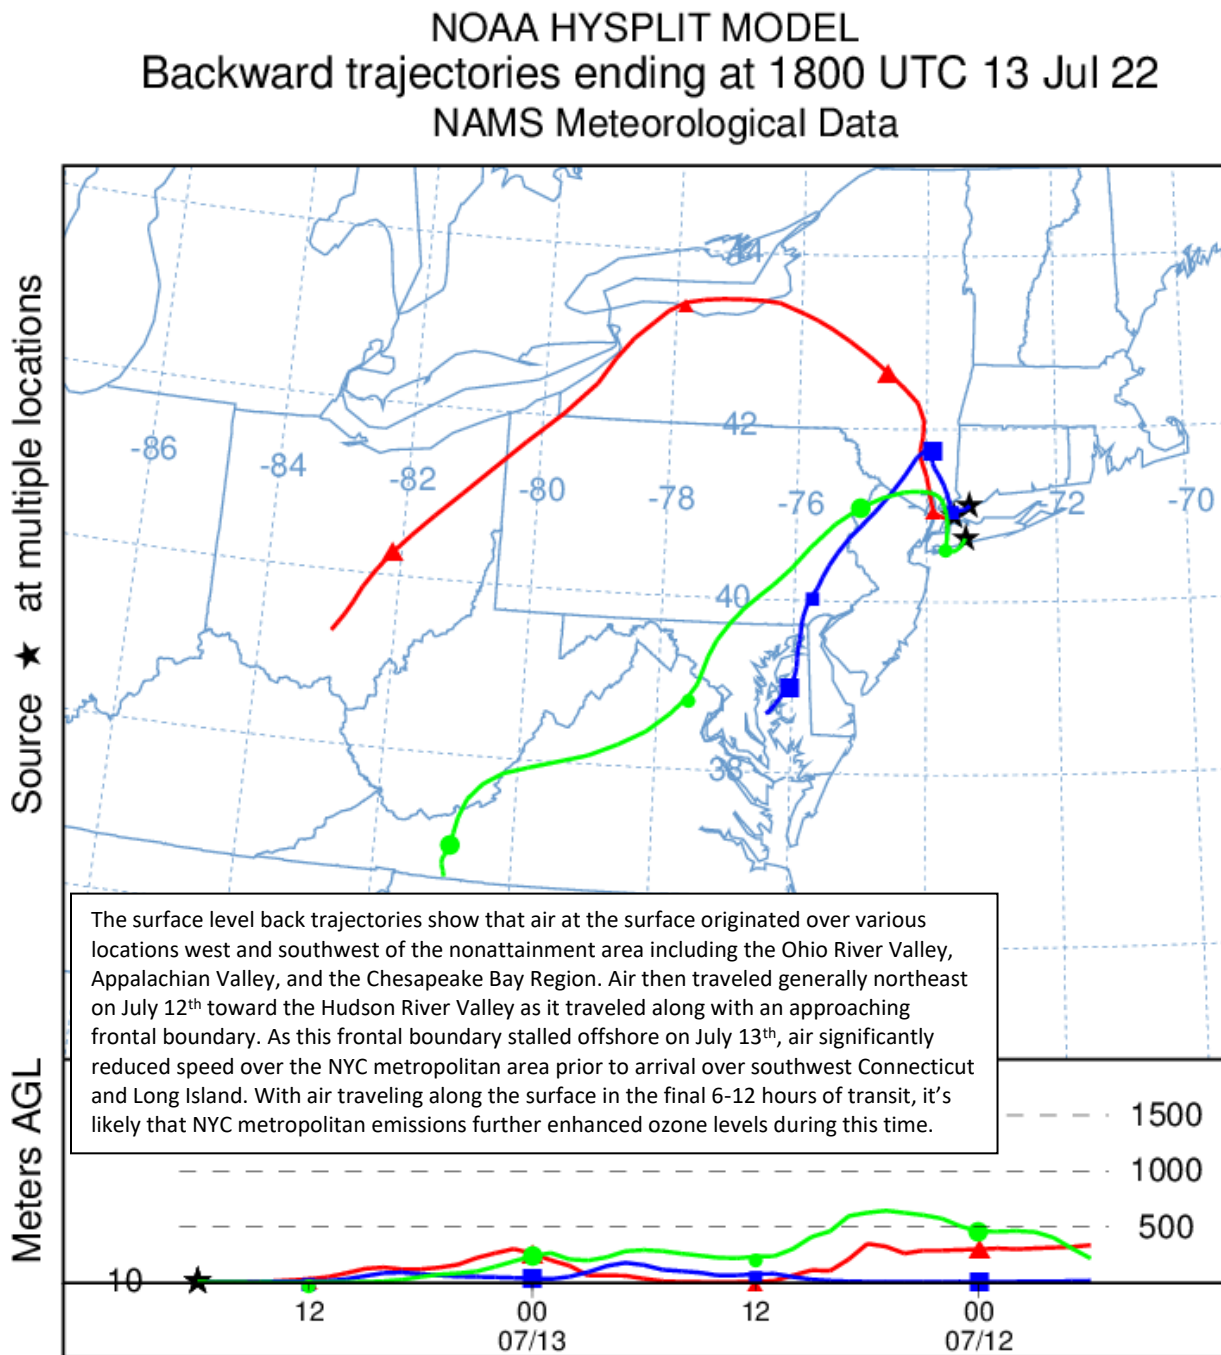 NOAA HYSPLIT MODEL
Backward trajectories ending at 1800 UTC 13 Jul 22
NAMS Meteorological Data
Source ★ at multiple locations
44
42
-86
-84
-82
-80
-78
-76
-72
-70
40
38
The surface level back trajectories show that air at the surface originated over various
locations west and southwest of the nonattainment area including the Ohio River Valley,
Appalachian Valley, and the Chesapeake Bay Region. Air then traveled generally northeast
on July 12th toward the Hudson River Valley as it traveled along with an approaching
frontal boundary. As this frontal boundary stalled offshore on July 13th, air significantly
reduced speed over the NYC metropolitan area prior to arrival over southwest Connecticut
and Long Island. With air traveling along the surface in the final 6-12 hours of transit, it's
likely that NYC metropolitan emissions further enhanced ozone levels during this time.
Meters AGL
1500
1000
500
10
12 00 12 00
07/13 07/12